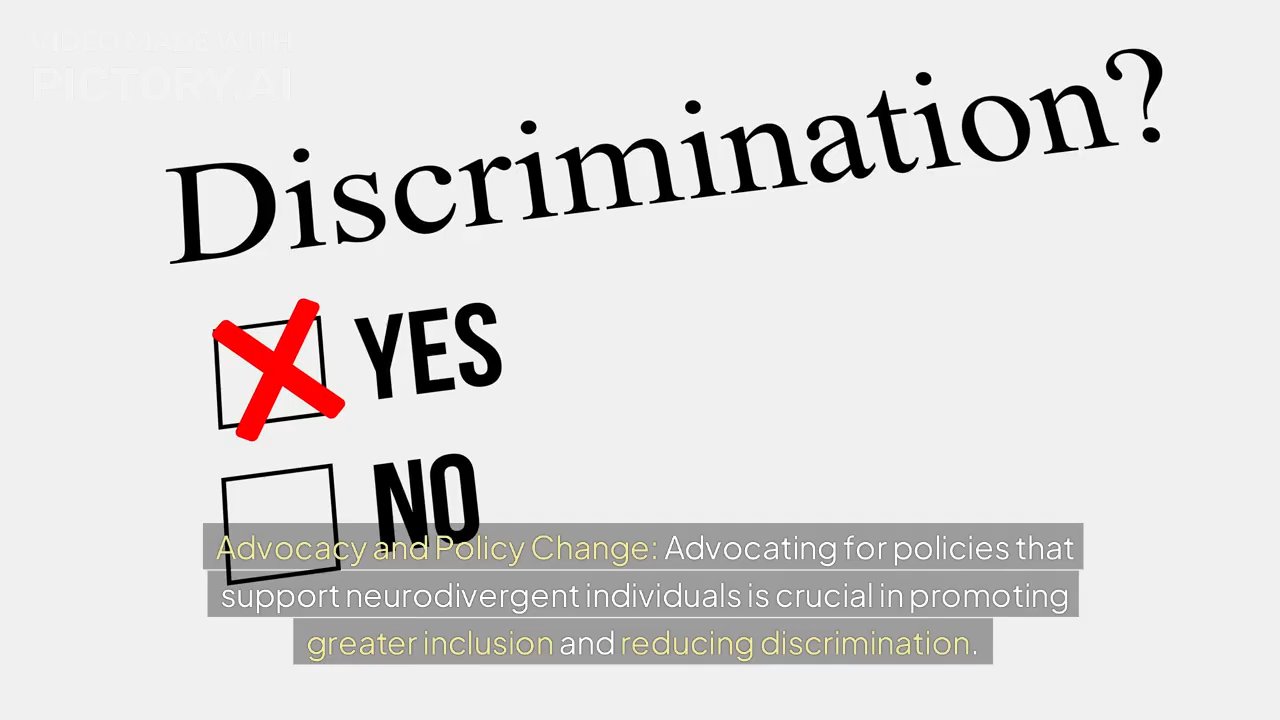 VIDEO MADE WITH
PICTORY.AI
Discrimination?
YES
NO
Advocacy and Policy Change: Advocating for policies that
support neurodivergent individuals is crucial in promoting
greater inclusion and reducing discrimination.